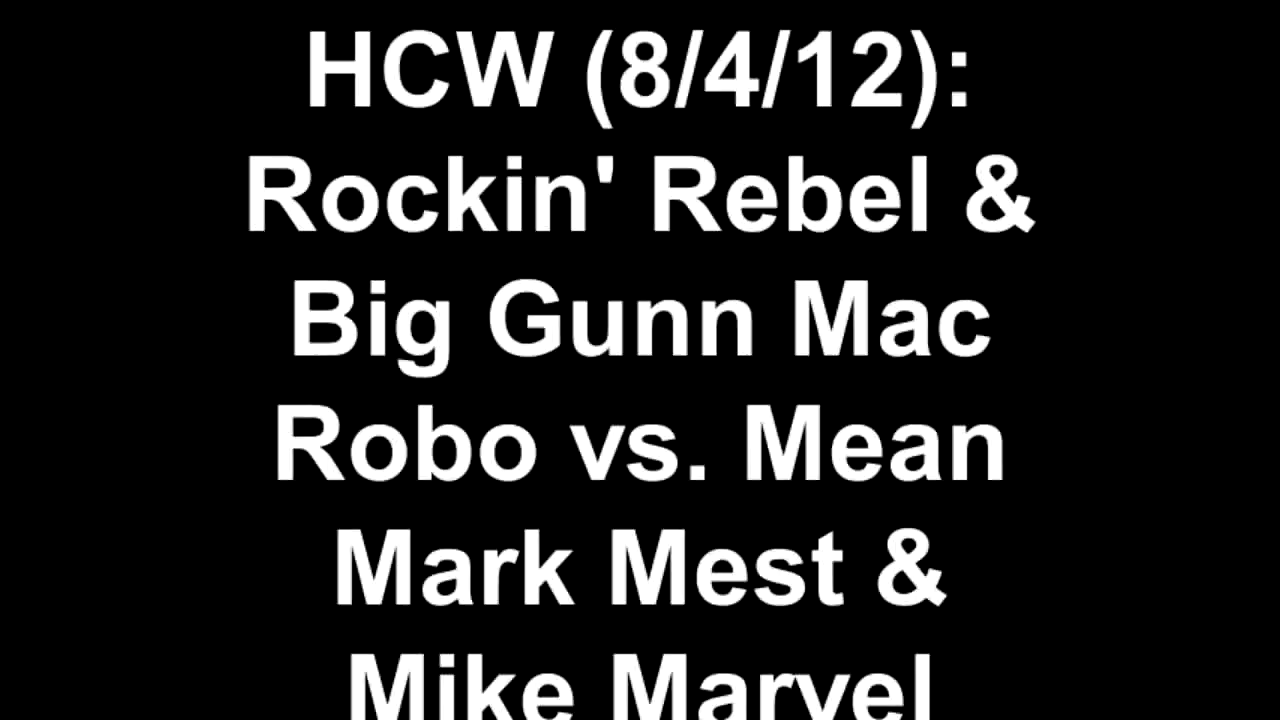 HCW (8/4/12):
Rockin' Rebel &
Big Gunn Mac
Robo vs. Mean
Mark Mest &
Mike Marvel